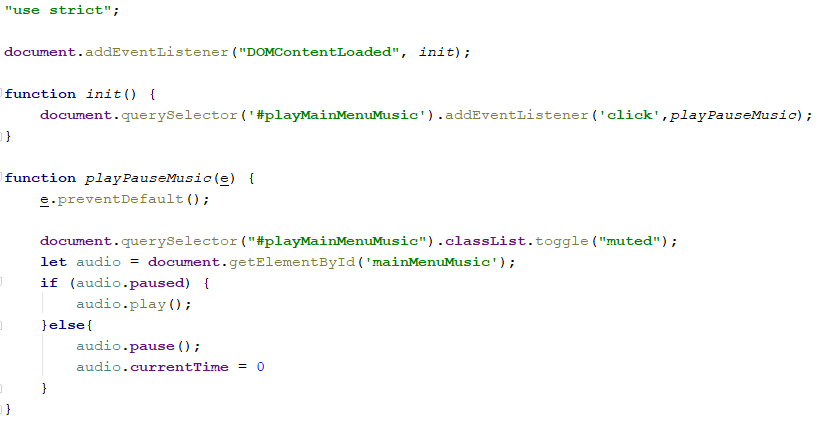 "use strict";

document.addEventListener("DOMContentLoaded", init);

function init() {
    document.querySelector('#playMainMenuMusic').addEventListener('click',playPauseMusic);
}

function playPauseMusic(e) {
    e.preventDefault();

    document.querySelector("#playMainMenuMusic").classList.toggle("muted");
    let audio = document.getElementById('mainMenuMusic');
    if (audio.paused) {
        audio.play();
    }else{
        audio.pause();
        audio.currentTime = 0
    }
}